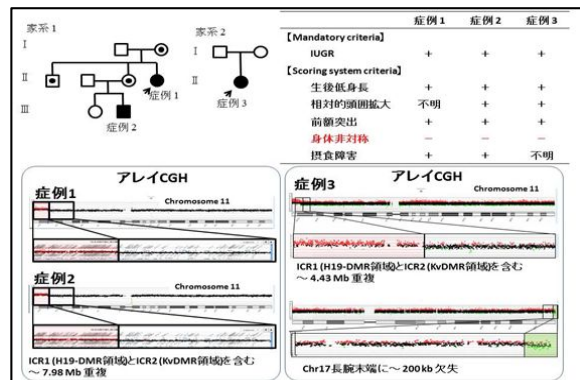 家系1
家系2
I
II
III
I
II
症例1
症例2
症例3
症例1 症例2 症例3
【Mandatory criteria】
IUGR + + +
【Scoring system criteria】
生後低身長 + + +
相対的頭囲拡大 不明 + +
前額突出 + + +
身体非対称 − − −
摂食障害 + + 不明
アレイCGH
症例1
Chromosome 11
症例2
Chromosome 11
ICR1 (H19-DMR領域)とICR2 (KvDMR領域)を含む
~ 7.98 Mb 重複
アレイCGH
症例3
Chromosome 11
ICR1 (H19-DMR領域)とICR2 (KvDMR領域)を含む
~ 4.43 Mb 重複
Chr17長腕末端に~ 200 kb 欠失